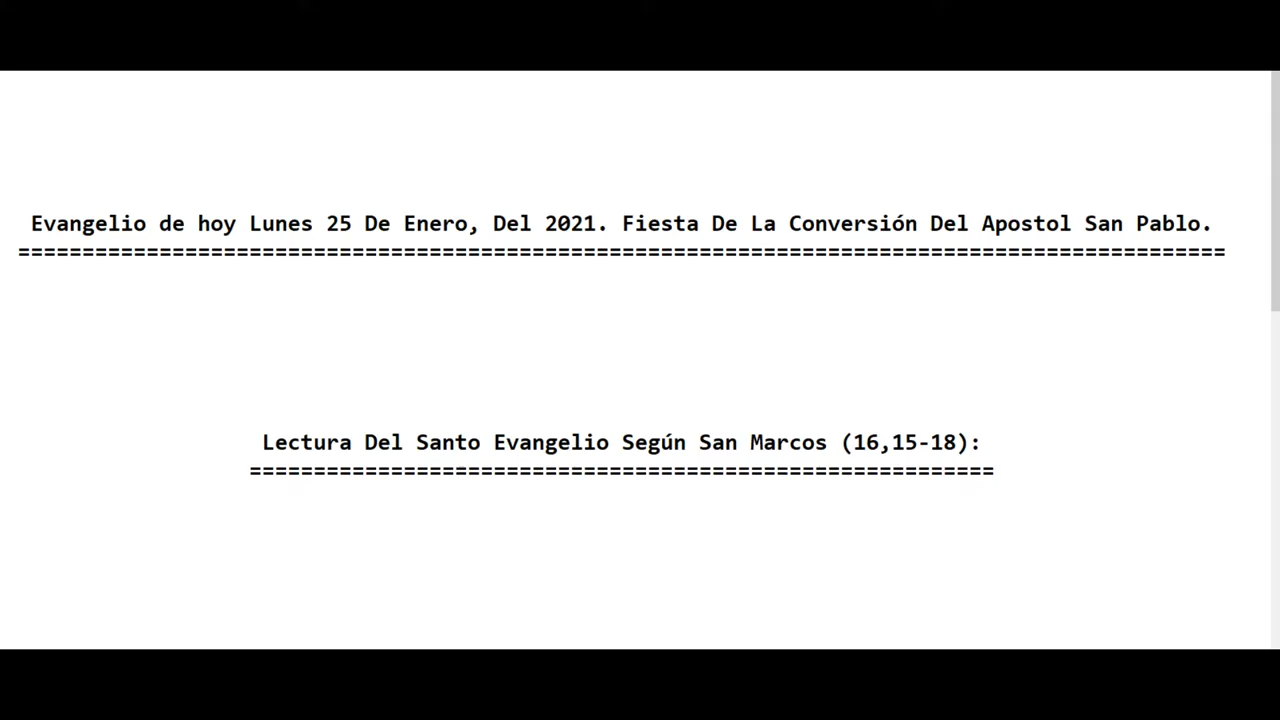 Evangelio de hoy Lunes 25 De Enero, Del 2021. Fiesta De La Conversión Del Apostol San Pablo.
==============================================================================================
Lectura Del Santo Evangelio Según San Marcos (16,15-18):
==========================================================